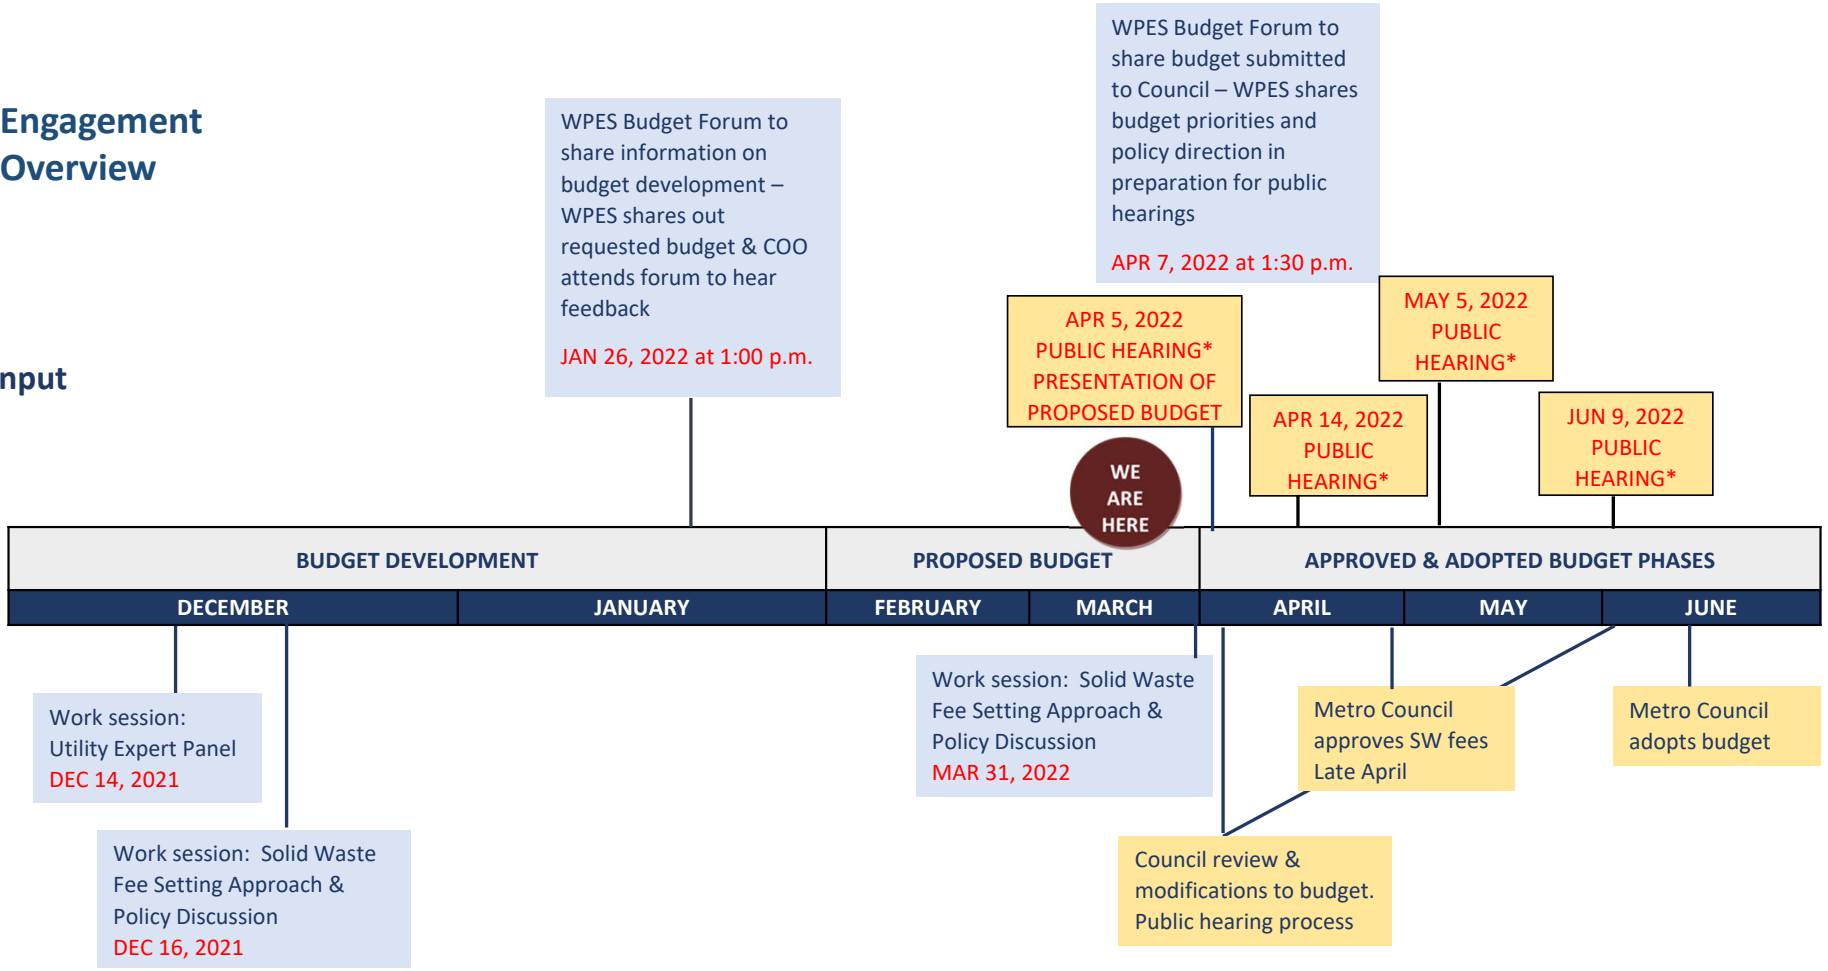 Engagement
Overview
nput
WPES Budget Forum to
share information on
budget development –
WPES shares out
requested budget & COO
attends forum to hear
feedback
JAN 26, 2022 at 1:00 p.m.
WPES Budget Forum to
share budget submitted
to Council – WPES shares
budget priorities and
policy direction in
preparation for public
hearings
APR 7, 2022 at 1:30 p.m.
APR 5, 2022
PUBLIC HEARING*
PRESENTATION OF
PROPOSED BUDGET
APR 14, 2022
PUBLIC
HEARING*
MAY 5, 2022
PUBLIC
HEARING*
JUN 9, 2022
PUBLIC
HEARING*
WE
ARE
HERE
BUDGET DEVELOPMENT
PROPOSED BUDGET
APPROVED & ADOPTED BUDGET PHASES
DECEMBER
JANUARY
FEBRUARY
MARCH
APRIL
MAY
JUNE
Work session:
Utility Expert Panel
DEC 14, 2021
Work session:  Solid Waste
Fee Setting Approach &
Policy Discussion
DEC 16, 2021
Work session:  Solid Waste
Fee Setting Approach &
Policy Discussion
MAR 31, 2022
Metro Council
approves SW fees
Late April
Metro Council
adopts budget
Council review &
modifications to budget.
Public hearing process